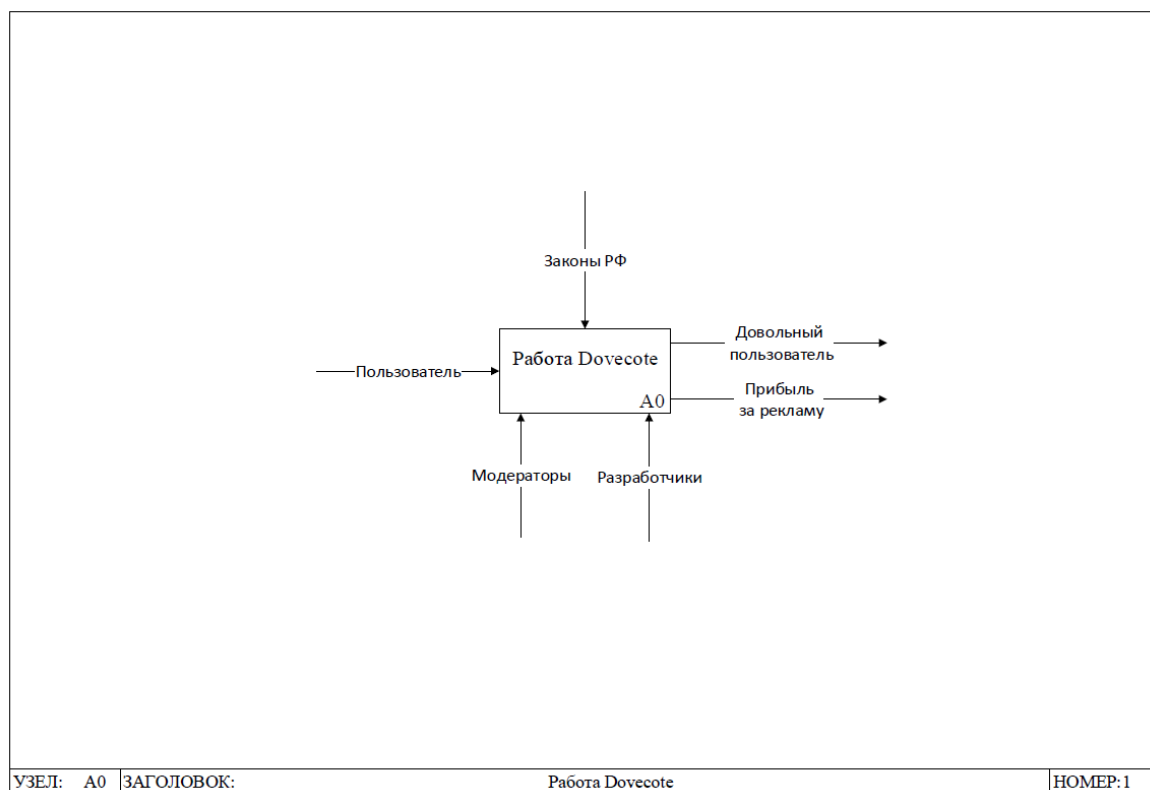 Законы РФ
Довольный
пользователь
Работа Dovecote
Пользователь
Прибыль
за рекламу
A0
Модераторы
Разработчики
УЗЕЛ: A0 ЗАГОЛОВОК: Работа Dovecote НОМЕР:1